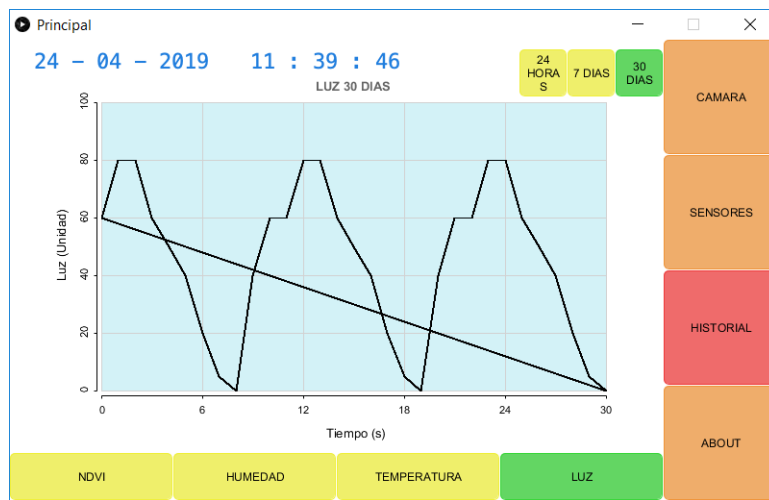 Principal
24 – 04 – 2019 11 : 39 : 46
24
HORA
S
7 DIAS
30
DIAS
LUZ 30 DIAS
CAMARA
SENSORES
HISTORIAL
ABOUT
Luz (Unidad)
100
80
60
40
20
0
0 6 12 18 24 30
Tiempo (s)
NDVI HUMEDAD TEMPERATURA LUZ